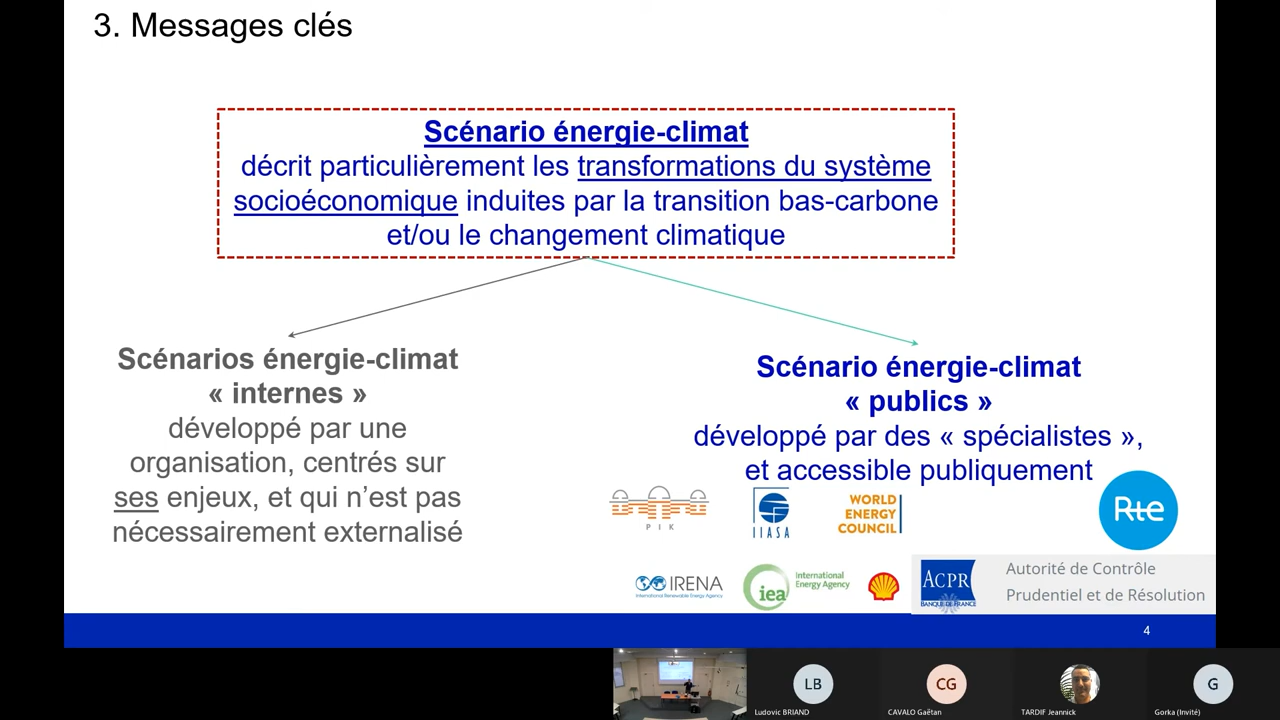 3. Messages clés
Scénario énergie-climat
décrit particulièrement les transformations du système
socioéconomique induites par la transition bas-carbone
et/ou le changement climatique
Scénarios énergie-climat
« internes »
développé par une
organisation, centrés sur
ses enjeux, et qui n’est pas
nécessairement externalisé
Scénario énergie-climat
« publics »
développé par des « spécialistes »,
et accessible publiquement
PIK
IIASA
WORLD
ENERGY
COUNCIL
Rte
IRENA
International Renewable Energy Agency
iea
International
Energy Agency
ACPR
BANQUE DE FRANCE
Autorité de Contrôle
Prudentiel et de Résolution
4
LB
Ludovic BRIAND
CG
CAVALO Gaëtan
TARDIF Jeannick
G
Gorka (Invité)